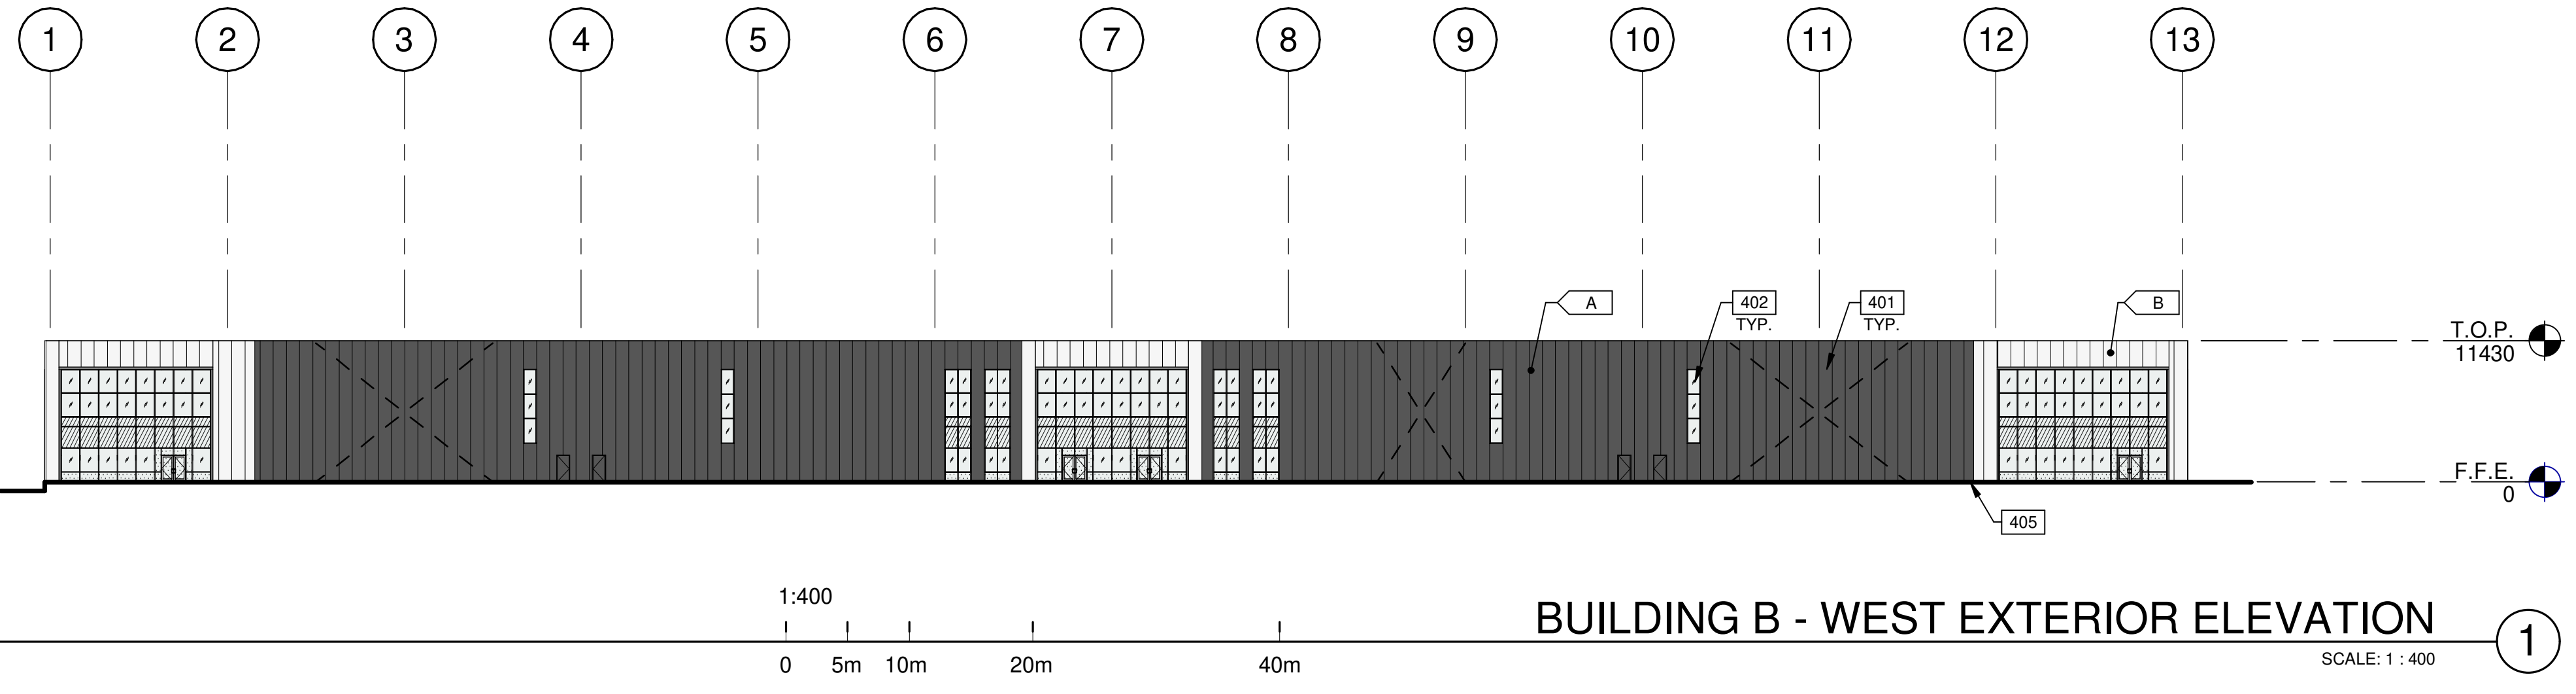 1 2 3 4 5 6 7 8 9 10 11 12 13
A 402 401 B
TYP. TYP.
T.O.P.
11430
F.F.E.
0
405
1:400
0 5m 10m 20m 40m
BUILDING B - WEST EXTERIOR ELEVATION
1
SCALE: 1 : 400